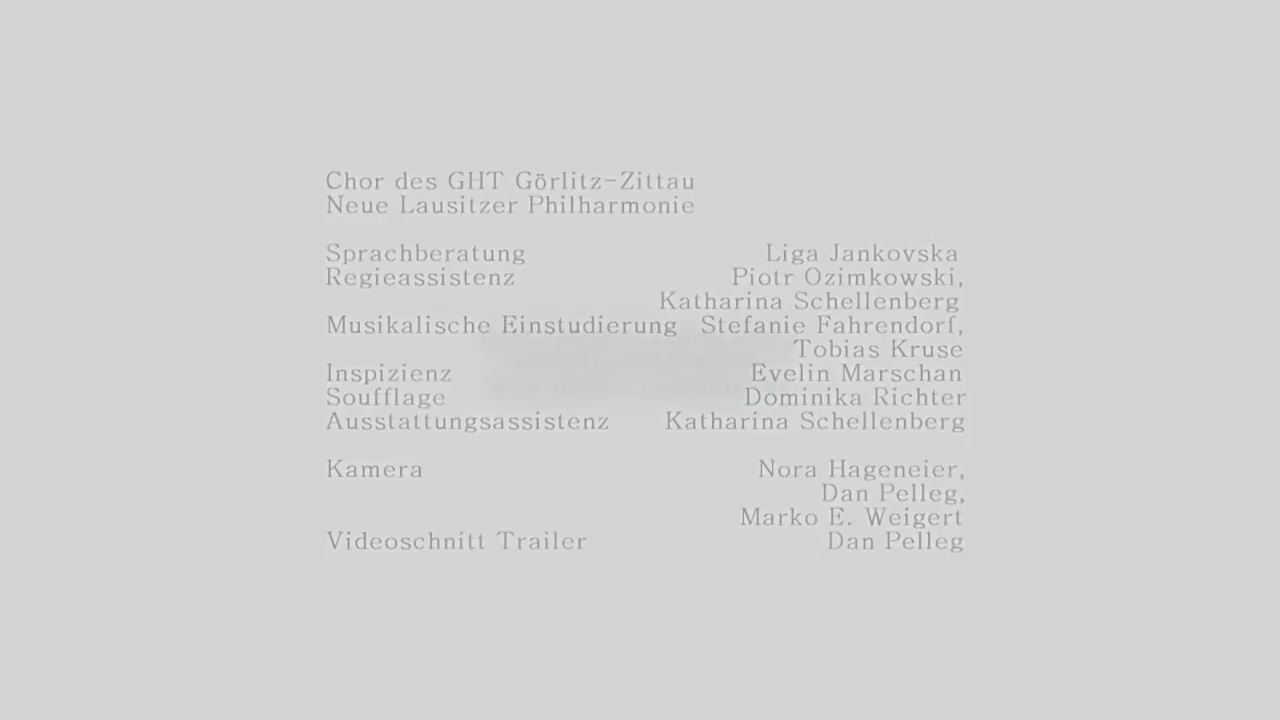 Chor des GHT Görlitz-Zittau
Neue Lausitzer Philharmonie
Sprachberatung Liga Jankovska
Regieassistenz Piotr Ozimkowski,
Katharina Schellenberg
Musikalische Einstudierung Stefanie Fahrendorf,
Tobias Kruse
Inspizienz Evelin Marschan
Soufflage Dominika Richter
Ausstattungsassistenz Katharina Schellenberg
Kamera Nora Hageneier,
Dan Pelleg,
Marko E. Weigert
Videoschnitt Trailer Dan Pelleg